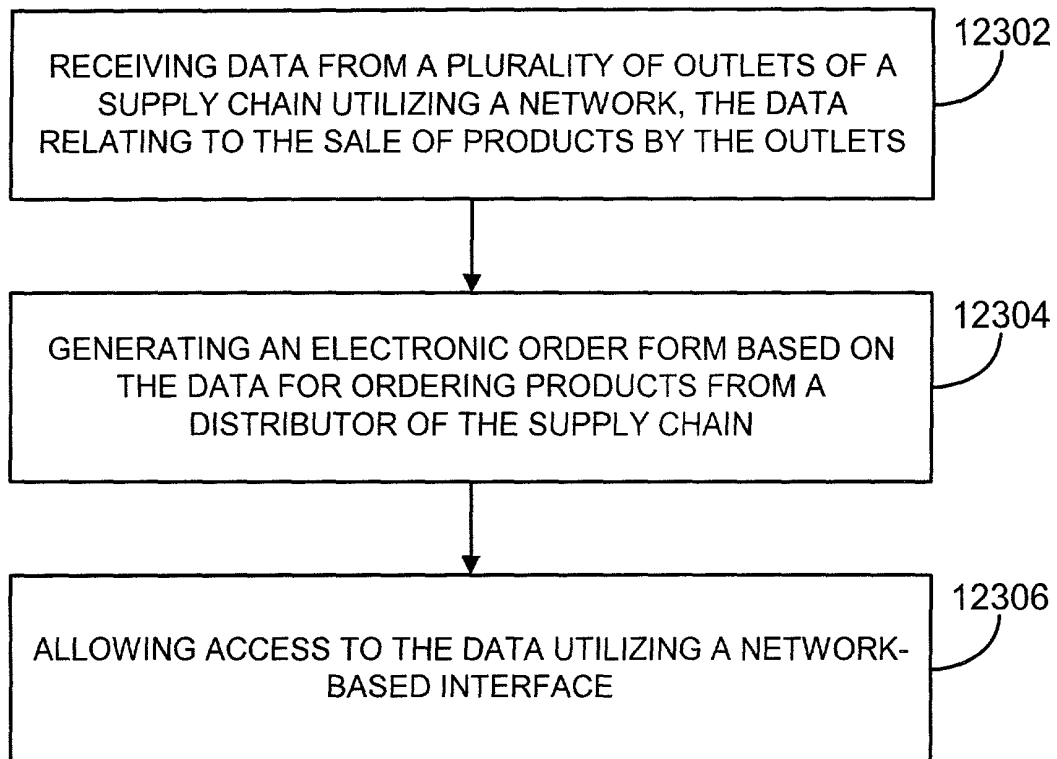 12302
RECEIVING DATA FROM A PLURALITY OF OUTLETS OF A
SUPPLY CHAIN UTILIZING A NETWORK, THE DATA
RELATING TO THE SALE OF PRODUCTS BY THE OUTLETS
12304
GENERATING AN ELECTRONIC ORDER FORM BASED ON
THE DATA FOR ORDERING PRODUCTS FROM A
DISTRIBUTOR OF THE SUPPLY CHAIN
12306
ALLOWING ACCESS TO THE DATA UTILIZING A NETWORK-
BASED INTERFACE